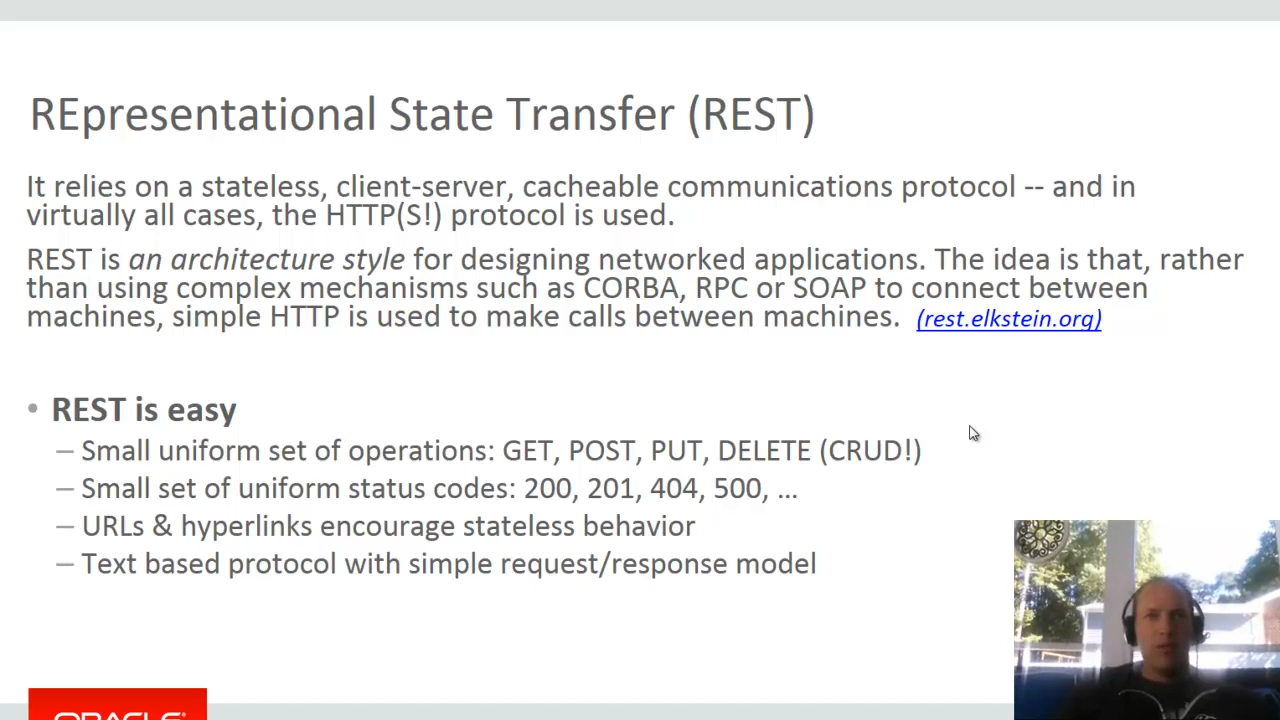 REpresentational State Transfer (REST)
It relies on a stateless, client-server, cacheable communications protocol -- and in
virtually all cases, the HTTP(S!) protocol is used.
REST is an architecture style for designing networked applications. The idea is that, rather
than using complex mechanisms such as CORBA, RPC or SOAP to connect between
machines, simple HTTP is used to make calls between machines. (rest.elkstein.org)
• REST is easy
– Small uniform set of operations: GET, POST, PUT, DELETE (CRUD!)
– Small set of uniform status codes: 200, 201, 404, 500, ...
– URLs & hyperlinks encourage stateless behavior
– Text based protocol with simple request/response model
ORACLE®